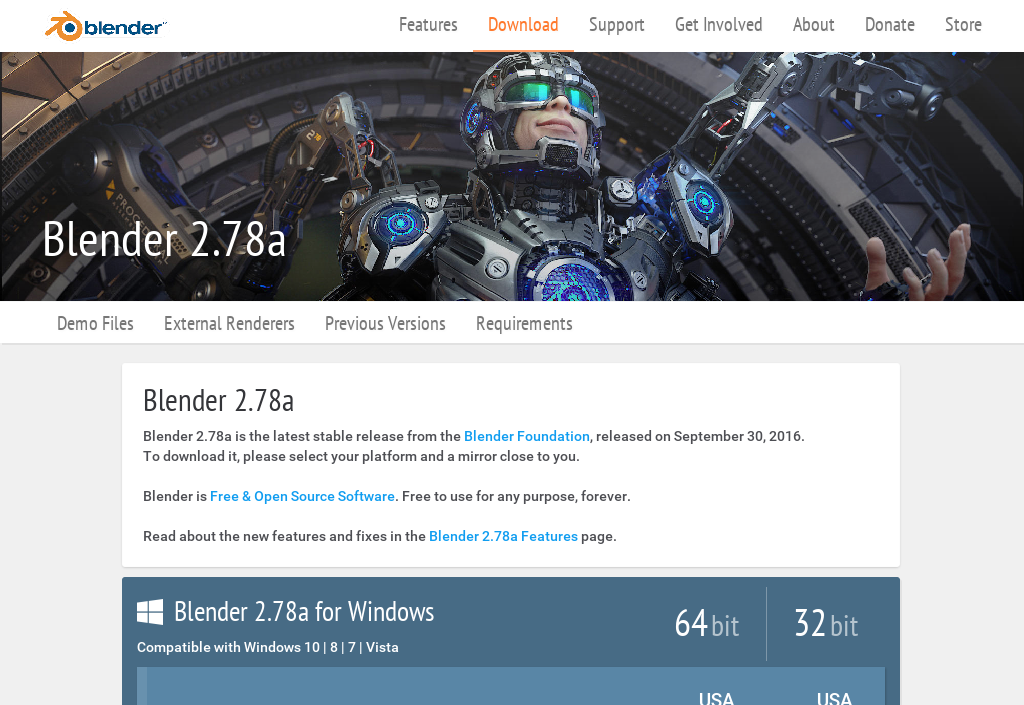 blender
Features Download Support Get Involved About Donate Store
Blender 2.78a
Demo Files External Renderers Previous Versions Requirements
Blender 2.78a
Blender 2.78a is the latest stable release from the Blender Foundation, released on September 30, 2016.
To download it, please select your platform and a mirror close to you.
Blender is Free & Open Source Software. Free to use for any purpose, forever.
Read about the new features and fixes in the Blender 2.78a Features page.
Blender 2.78a for Windows 64 bit 32 bit
Compatible with Windows 10 | 8 | 7 | Vista
USA USA